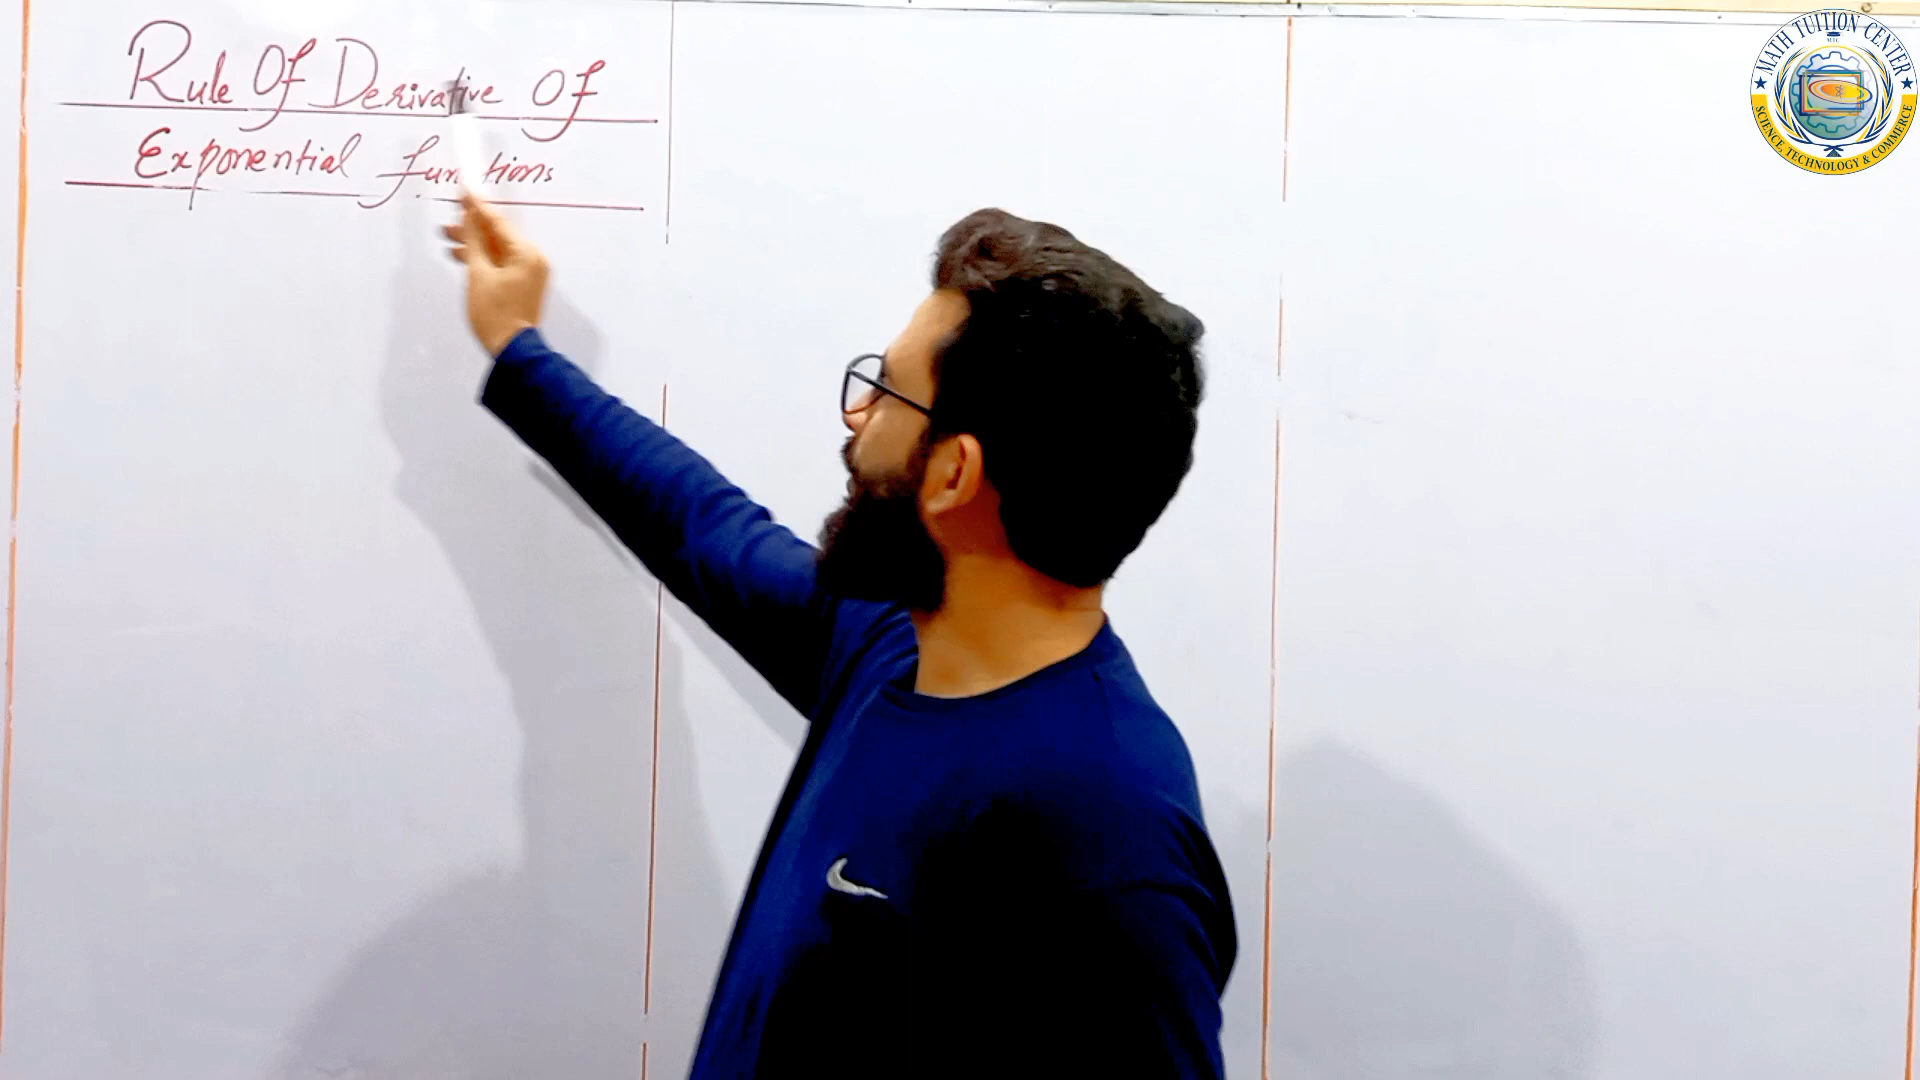 Rule Of Derivative Of
Exponential functions
MATH TUITION CENTER
SCIENCE, TECHNOLOGY & COMMERCE